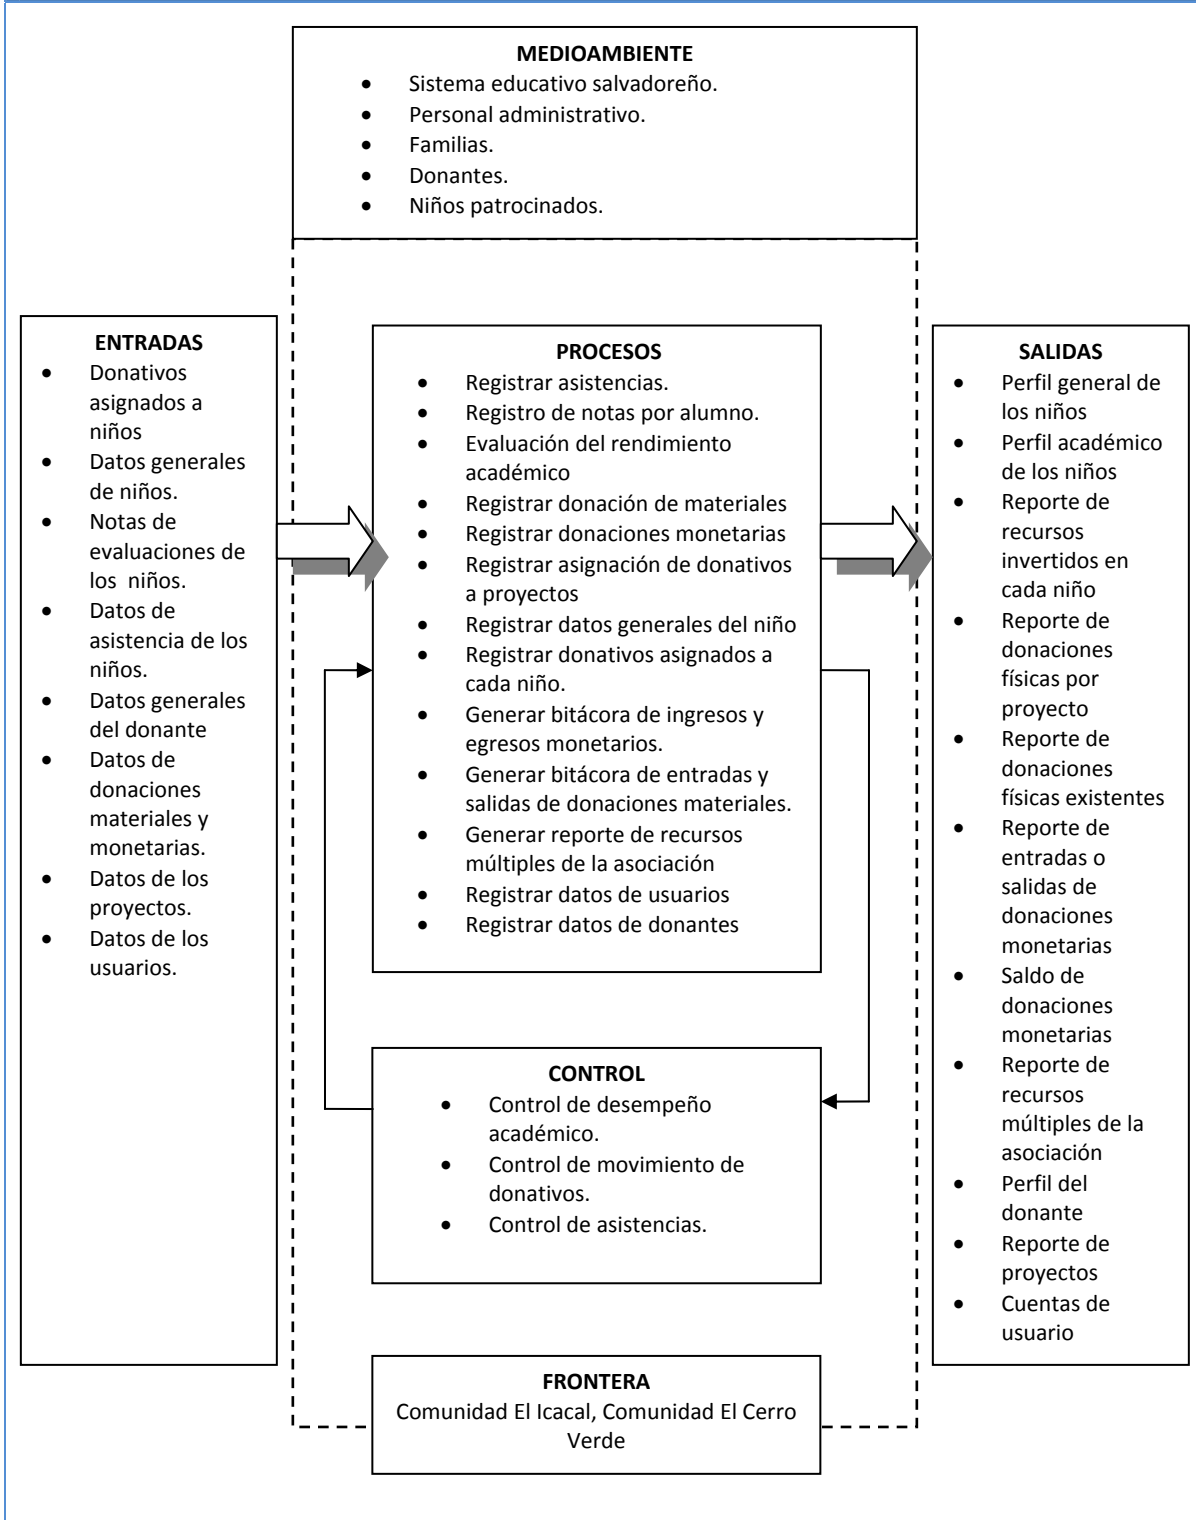 MEDIOAMBIENTE
• Sistema educativo salvadoreño.
• Personal administrativo.
• Familias.
• Donantes.
• Niños patrocinados.
ENTRADAS
• Donativos
asignados a
niños
• Datos generales
de niños.
• Notas de
evaluaciones de
los niños.
• Datos de
asistencia de los
niños.
• Datos generales
del donante
• Datos de
donaciones
materiales y
monetarias.
• Datos de los
proyectos.
• Datos de los
usuarios.
PROCESOS
• Registrar asistencias.
• Registro de notas por alumno.
• Evaluación del rendimiento
académico
• Registrar donación de materiales
• Registrar donaciones monetarias
• Registrar asignación de donativos
a proyectos
• Registrar datos generales del niño
• Registrar donativos asignados a
cada niño.
• Generar bitácora de ingresos y
egresos monetarios.
• Generar bitácora de entradas y
salidas de donaciones materiales.
• Generar reporte de recursos
múltiples de la asociación
• Registrar datos de usuarios
• Registrar datos de donantes
SALIDAS
• Perfil general de
los niños
• Perfil académico
de los niños
• Reporte de
recursos
invertidos en
cada niño
• Reporte de
donaciones
físicas por
proyecto
• Reporte de
donaciones
físicas existentes
• Reporte de
entradas o
salidas de
donaciones
monetarias
• Saldo de
donaciones
monetarias
• Reporte de
recursos
múltiples de la
asociación
• Perfil del
donante
• Reporte de
proyectos
• Cuentas de
usuario
CONTROL
• Control de desempeño
académico.
• Control de movimiento de
donativos.
• Control de asistencias.
FRONTERA
Comunidad El Icacal, Comunidad El Cerro
Verde